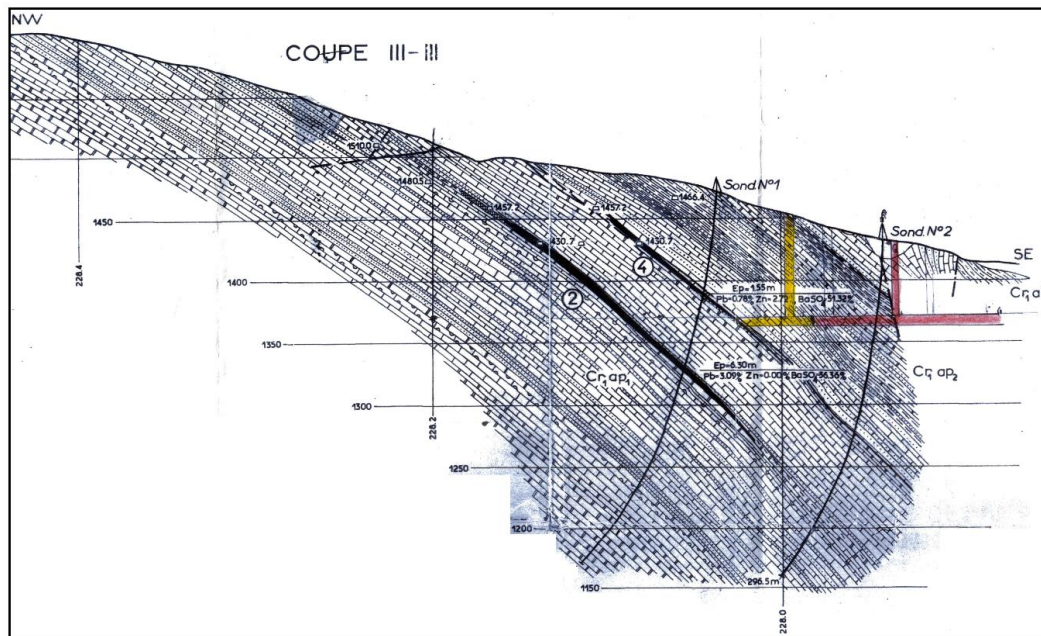 NW
COUPE III-III
1510.0
1480.5
1457.2
1457.2
1466.4
Sond. N°1
1450
430.7
1430.7
Sond. N°2
SE
228.4
④
1400
②
Ep=1.55m
Pb=0.78% Zn=2.72% BaSO₄=51.32%
Cr₁ a
1350
Ep=6.30m
Pb=3.09% Zn=0.00% BaSO₄=56.36%
Cr₁ ap₁
Cr₁ ap₂
1300
228.2
1250
1200
1150
296.5m
228.0